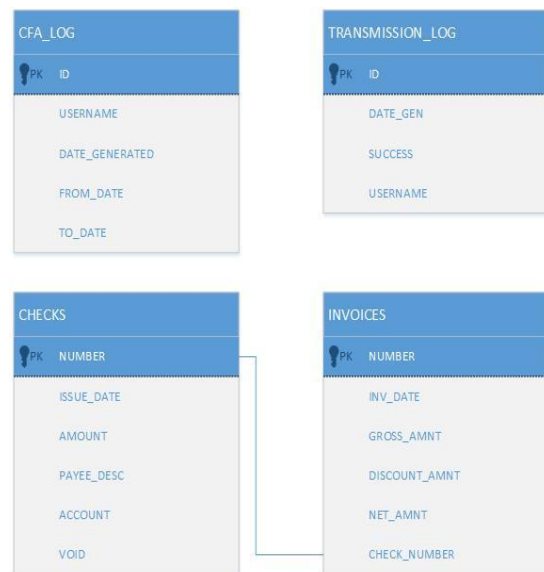 CFA_LOG
PK ID
USERNAME
DATE_GENERATED
FROM_DATE
TO_DATE
TRANSMISSION_LOG
PK ID
DATE_GEN
SUCCESS
USERNAME
CHECKS
PK NUMBER
ISSUE_DATE
AMOUNT
PAYEE_DESC
ACCOUNT
VOID
INVOICES
PK NUMBER
INV_DATE
GROSS_AMNT
DISCOUNT_AMNT
NET_AMNT
CHECK_NUMBER